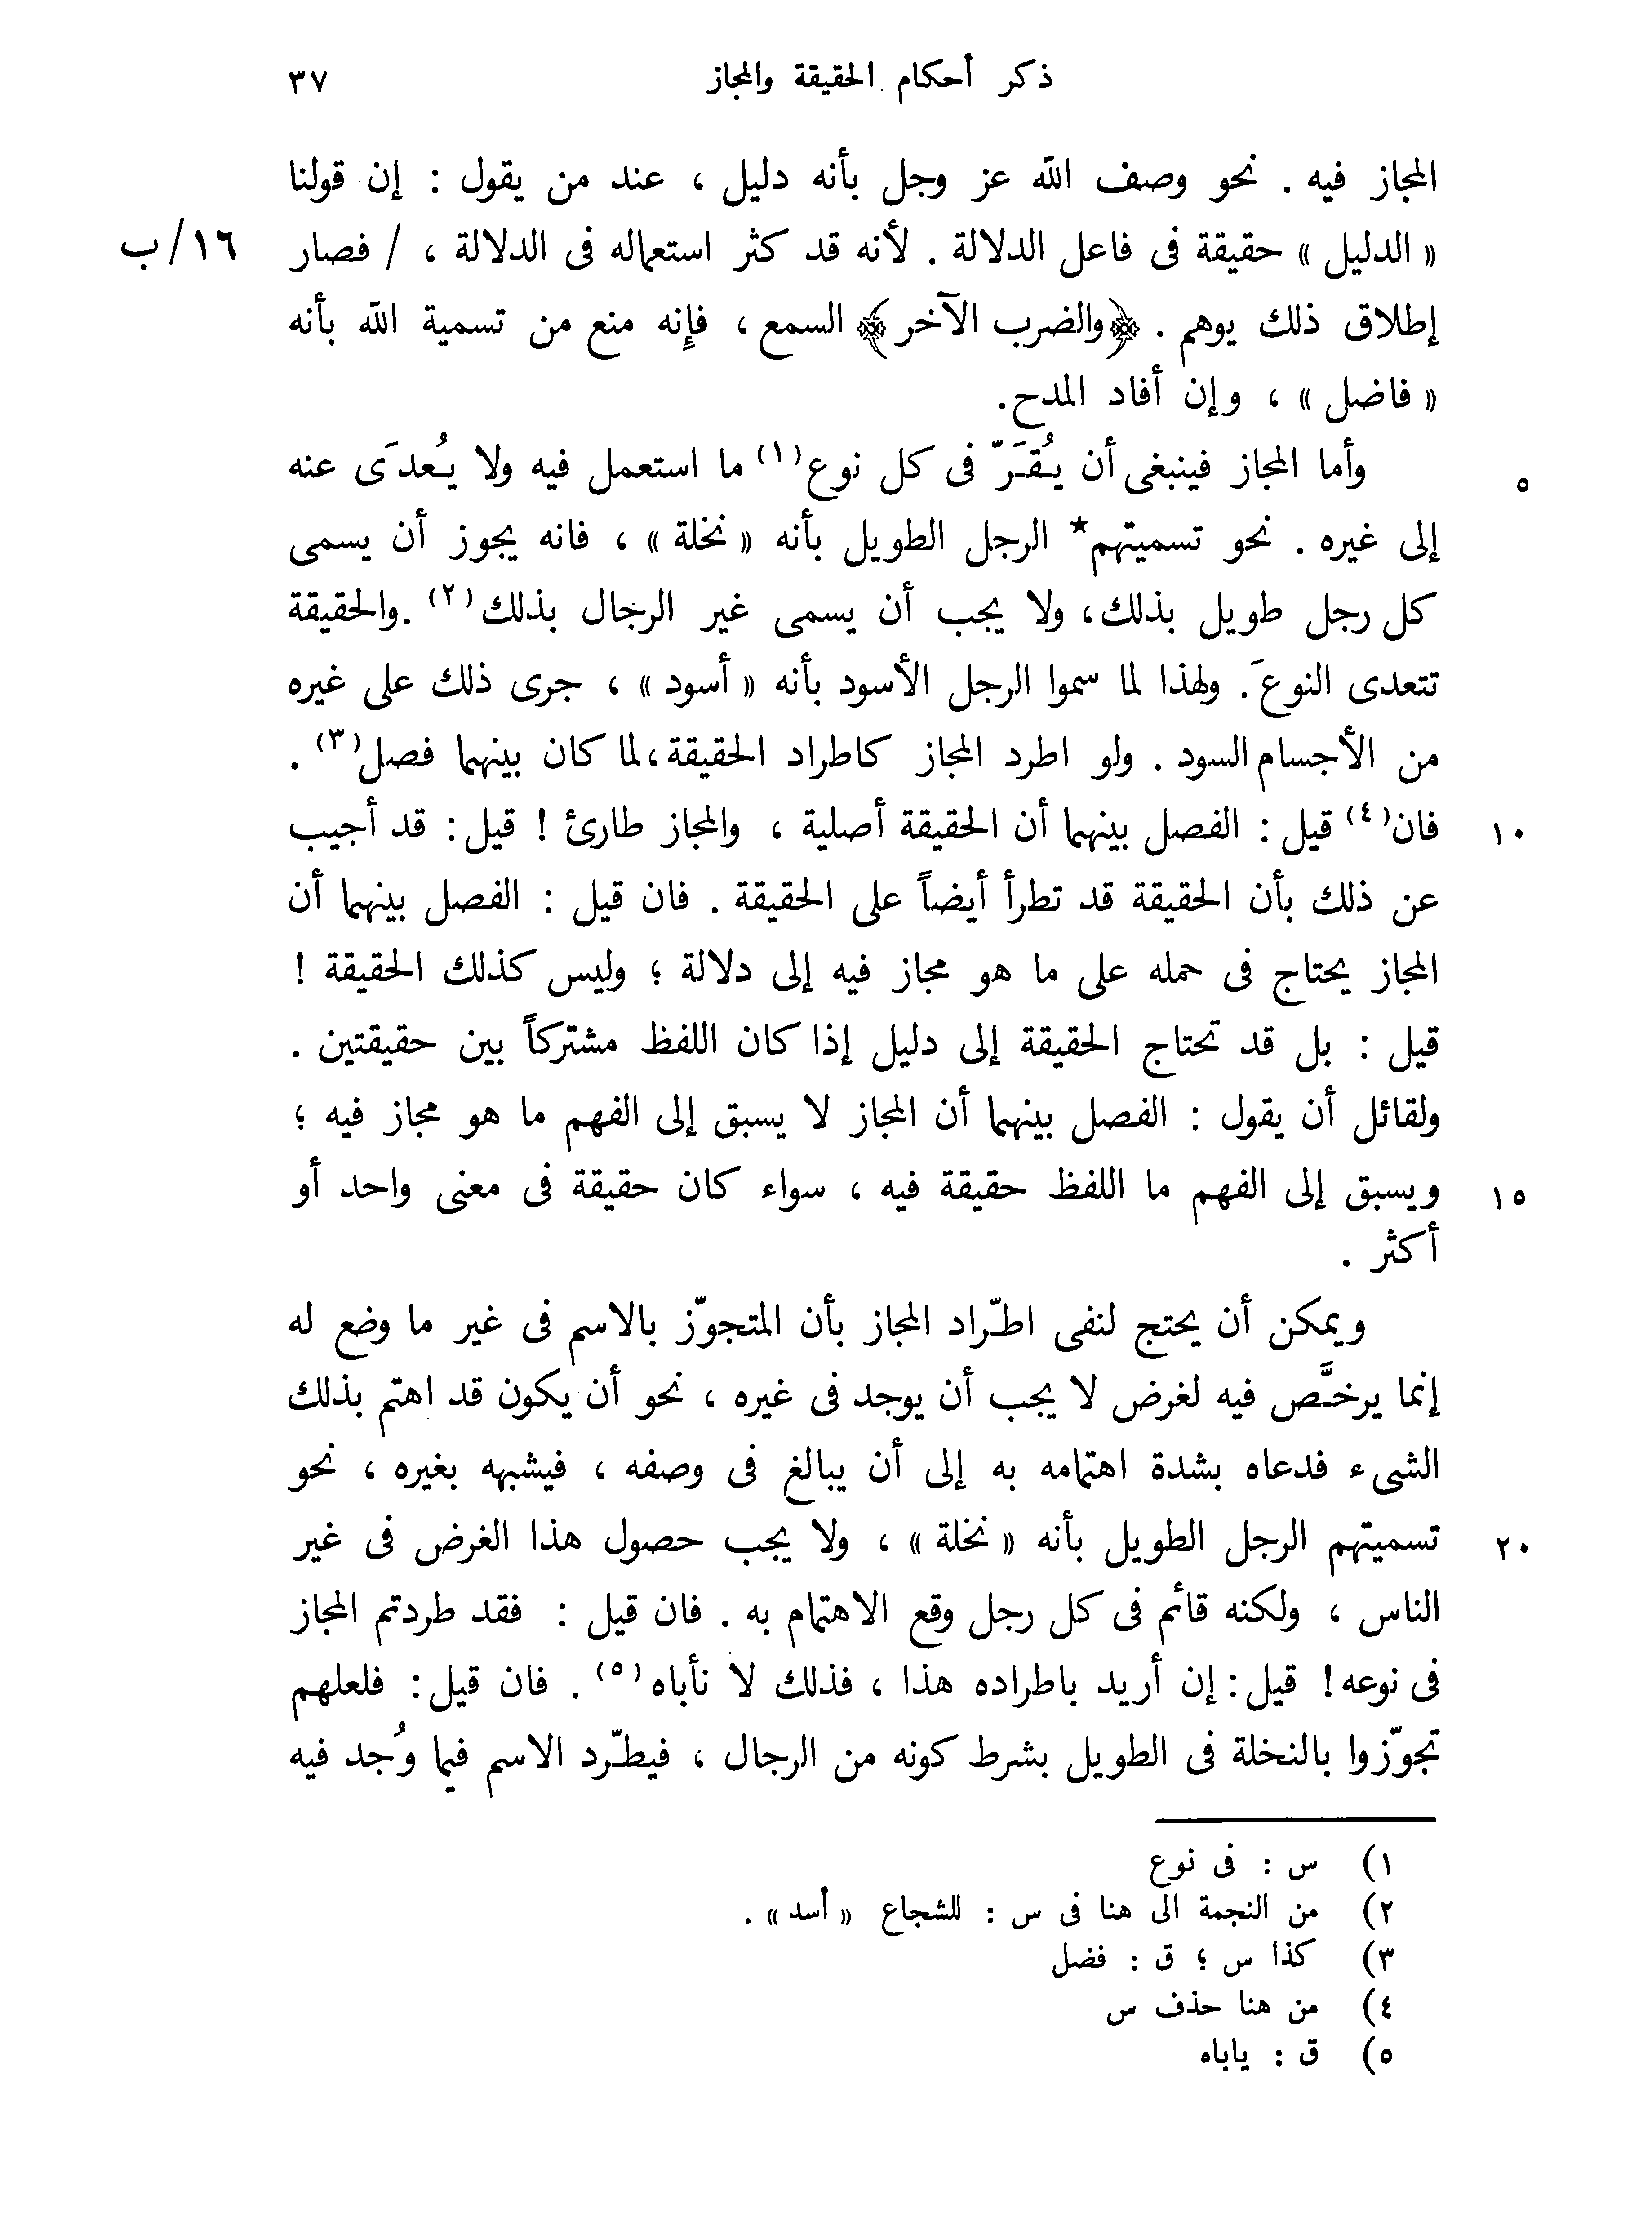 ذكر أحكام الحقيقة والمجاز ٣٧
المجاز فيه . نحو وصف الله عز وجل بأنه دليل ، عند من يقول : إن قولنا
« الدليل » حقيقة فى فاعل الدلالة . لأنه قد كثر استعماله فى الدلالة ، / فصار ١٦/ب
إطلاق ذلك يوهم . ﴿والضرب الآخر﴾ السمع ، فإنه منع من تسمية الله بأنه
« فاضل » ، وإن أفاد المدح.
وأما المجاز فينبغى أن يُقَرّ فى كل نوع(١) ما استعمل فيه ولا يُعدَى عنه ٥
إلى غيره . نحو تسميتهم* الرجل الطويل بأنه « نخلة » ، فانه يجوز أن يسمى
كل رجل طويل بذلك، ولا يجب أن يسمى غير الرجال بذلك(٢) .والحقيقة
تتعدى النوعَ. ولهذا لما سموا الرجل الأسود بأنه « أسود » ، جرى ذلك على غيره
من الأجسام السود . ولو اطرد المجاز كاطراد الحقيقة ،لما كان بينهما فصل(٣) .
فان(٤) قيل : الفصل بينهما أن الحقيقة أصلية ، والمجاز طارئ ! قيل : قد أجيب ١٠
عن ذلك بأن الحقيقة قد تطرأ أيضاً على الحقيقة . فان قيل : الفصل بينهما أن
المجاز يحتاج فى حمله على ما هو مجاز فيه إلى دلالة ؛ وليس كذلك الحقيقة !
قيل : بل قد تحتاج الحقيقة إلى دليل إذا كان اللفظ مشتركاً بين حقيقتين .
ولقائل أن يقول : الفصل بينهما أن المجاز لا يسبق إلى الفهم ما هو مجاز فيه ؛
ويسبق إلى الفهم ما اللفظ حقيقة فيه ، سواء كان حقيقة فى معنى واحد أو ١٥
أكثر .
ويمكن أن يحتج لنفى اطّراد المجاز بأن المتجوّز بالاسم فى غير ما وضع له
إنما يرخَّص فيه لغرض لا يجب أن يوجد فى غيره ، نحو أن يكون قد اهتم بذلك
الشىء فدعاه بشدة اهتمامه به إلى أن يبالغ فى وصفه ، فيشبهه بغيره ، نحو
تسميتهم الرجل الطويل بأنه « نخلة » ، ولا يجب حصول هذا الغرض فى غير ٢٠
الناس ، ولكنه قائم فى كل رجل وقع الاهتمام به . فان قيل : فقد طردتم المجاز
فى نوعه ! قيل : إن أريد باطراده هذا ، فذلك لا نأباه(٥) . فان قيل : فلعلهم
تجوّزوا بالنخلة فى الطويل بشرط كونه من الرجال ، فيطّرد الاسم فيما وُجد فيه
١) س : فى نوع
٢) من النجمة الى هنا فى س : للشجاع « أسد » .
٣) كذا س ؛ ق : فضل
٤) من هنا حذف س
٥) ق : ياباه